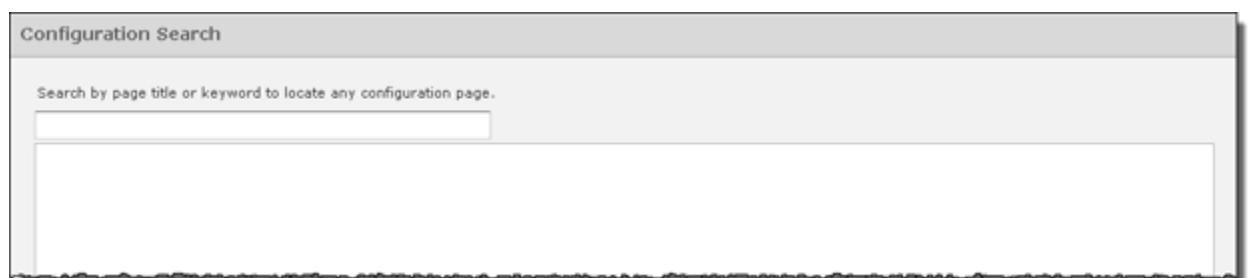 Configuration Search
Search by page title or keyword to locate any configuration page.